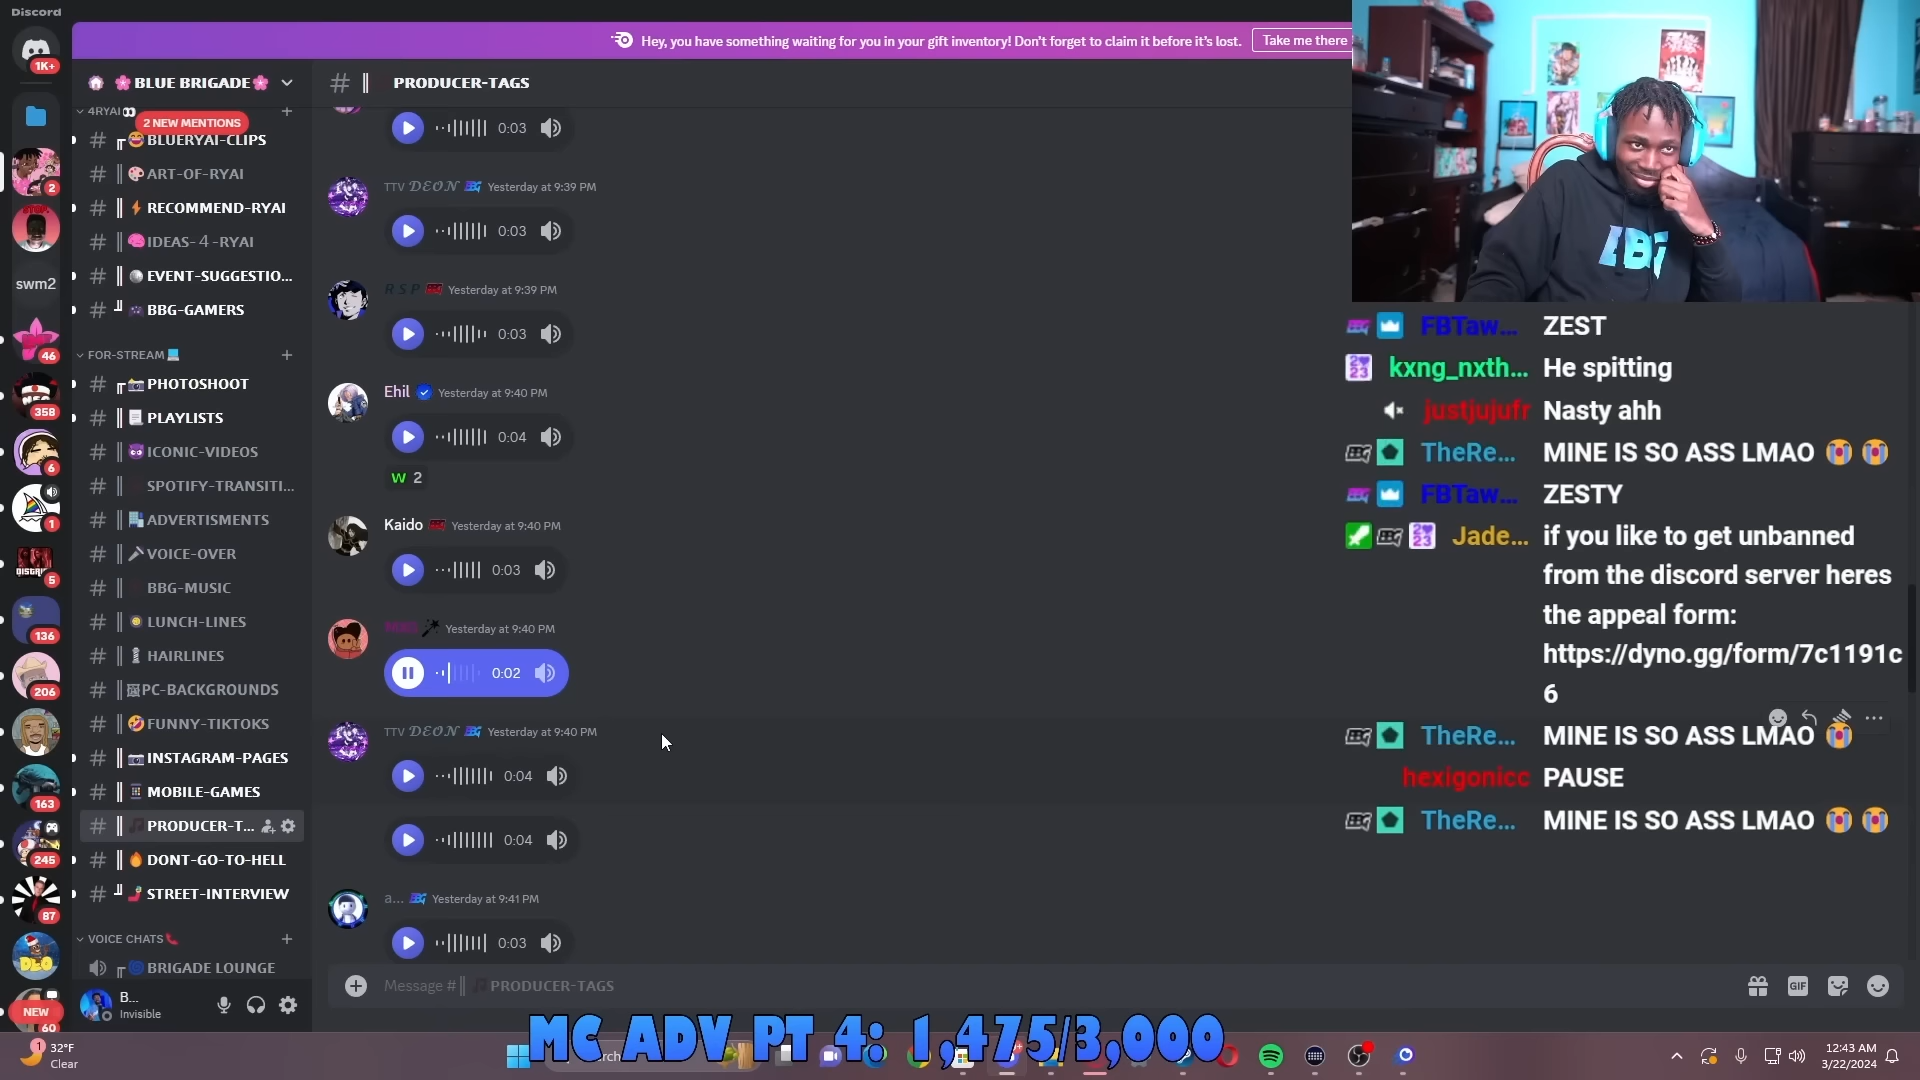 Discord
Hey, you have something waiting for you in your gift inventory! Don't forget to claim it before it's lost.
Take me there
1K+
2
swm2
46
358
6
1
5
136
206
163
245
87
NEW
60
BLUE BRIGADE
4RYAI
2 NEW MENTIONS
BLUERYAI-CLIPS
ART-OF-RYAI
RECOMMEND-RYAI
IDEAS-4-RYAI
EVENT-SUGGESTIO...
BBG-GAMERS
FOR-STREAM
PHOTOSHOOT
PLAYLISTS
ICONIC-VIDEOS
SPOTIFY-TRANSITI...
ADVERTISMENTS
VOICE-OVER
BBG-MUSIC
LUNCH-LINES
HAIRLINES
PC-BACKGROUNDS
FUNNY-TIKTOKS
INSTAGRAM-PAGES
MOBILE-GAMES
PRODUCER-T...
DONT-GO-TO-HELL
STREET-INTERVIEW
VOICE CHATS
BRIGADE LOUNGE
B...
Invisible
# PRODUCER-TAGS
0:03
TTV DEON Yesterday at 9:39 PM
0:03
R S P Yesterday at 9:39 PM
0:03
Ehil Yesterday at 9:40 PM
0:04
W 2
Kaido Yesterday at 9:40 PM
0:03
Yesterday at 9:40 PM
0:02
TTV DEON Yesterday at 9:40 PM
0:04
0:04
a... Yesterday at 9:41 PM
0:03
Message # PRODUCER-TAGS
GIF
BBG
FBTaw... ZEST
kxng_nxth... He spitting
justjujufr Nasty ahh
TheRe... MINE IS SO ASS LMAO 😭 😭
FBTaw... ZESTY
Jade... if you like to get unbanned
from the discord server heres
the appeal form:
https://dyno.gg/form/7c1191c
6
TheRe... MINE IS SO ASS LMAO 😭
hexigonicc PAUSE
TheRe... MINE IS SO ASS LMAO 😭 😭
MC ADV PT 4: 1,475/3,000
1
32°F
Clear
12:43 AM
3/22/2024